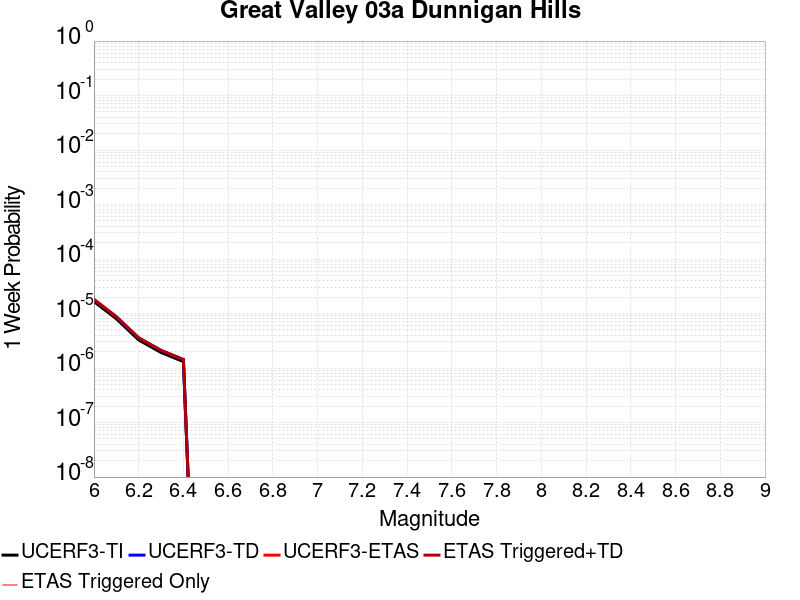 Great Valley 03a Dunnigan Hills
10^0
10^-1
10^-2
10^-3
10^-4
10^-5
10^-6
10^-7
10^-8
1 Week Probability
6 6.2 6.4 6.6 6.8 7 7.2 7.4 7.6 7.8 8 8.2 8.4 8.6 8.8 9
Magnitude
UCERF3-TI UCERF3-TD UCERF3-ETAS ETAS Triggered+TD
ETAS Triggered Only